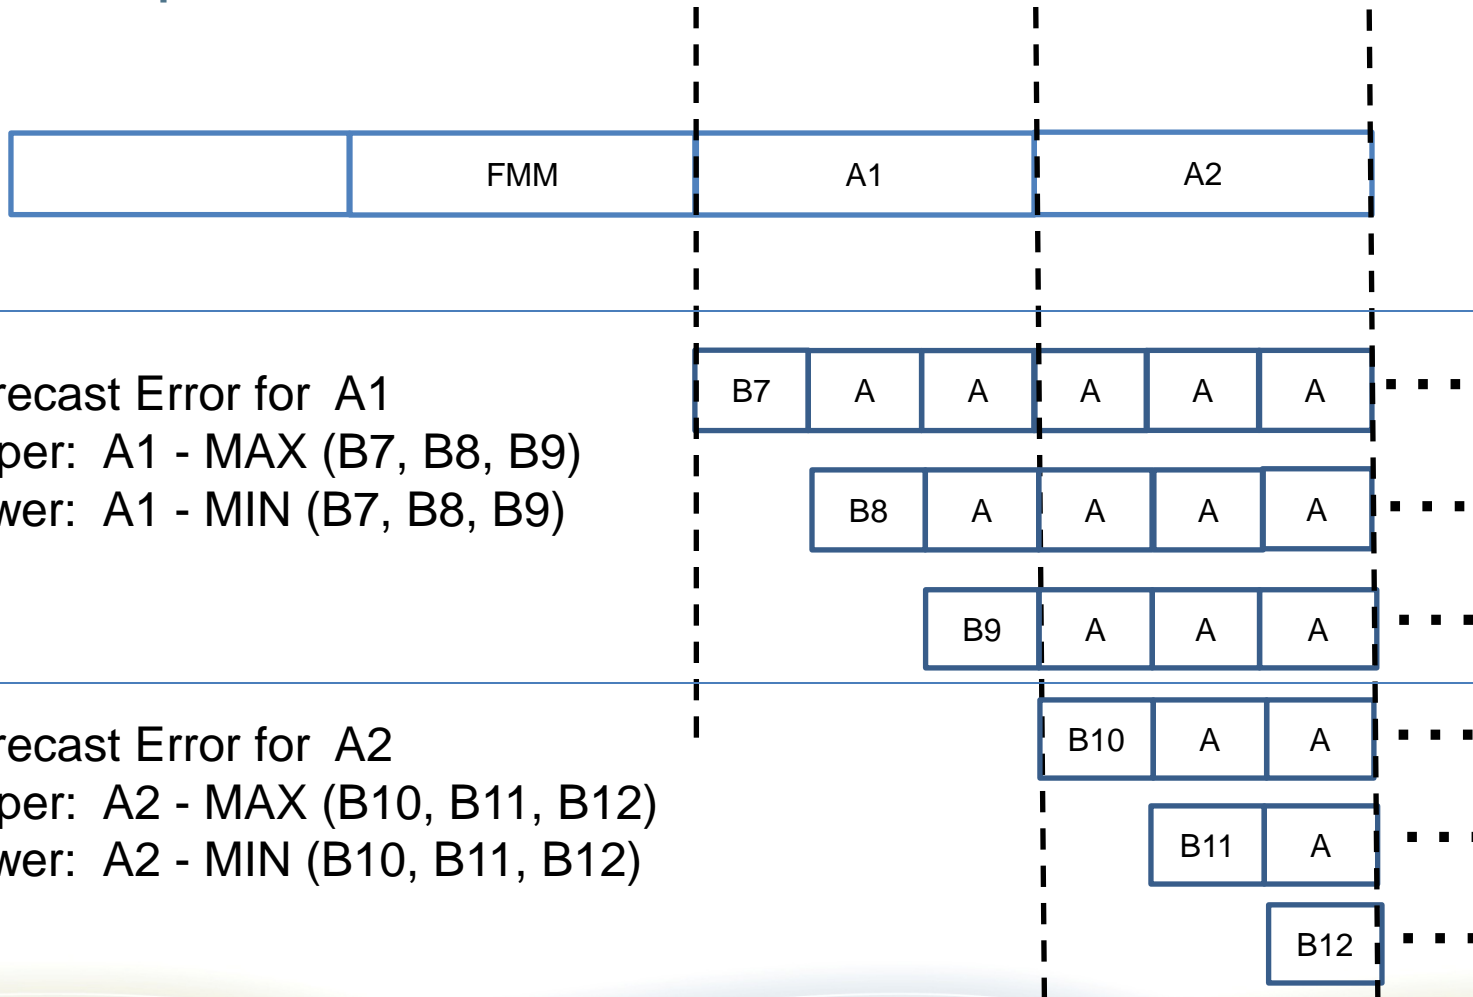 FMM A1 A2
recast Error for A1
per: A1 - MAX (B7, B8, B9)
wer: A1 - MIN (B7, B8, B9)
B7 A A A A A
B8 A A A A
B9 A A A
recast Error for A2
per: A2 - MAX (B10, B11, B12)
wer: A2 - MIN (B10, B11, B12)
B10 A A
B11 A
B12